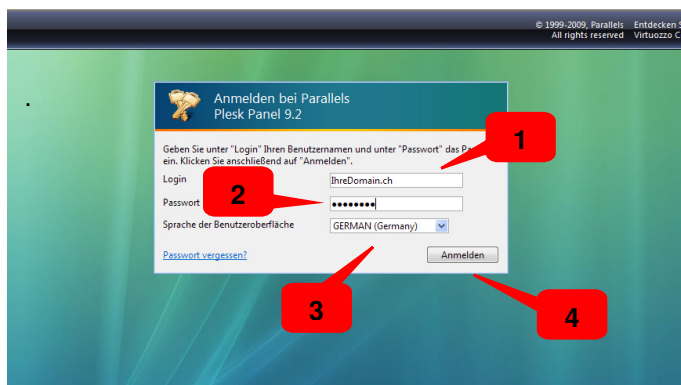 © 1999-2009, Parallels Entdecken
All rights reserved Virtuozzo
.
Anmelden bei Parallels
Plesk Panel 9.2
Geben Sie unter "Login" Ihren Benutzernamen und unter "Passwort" das
ein. Klicken Sie anschließend auf "Anmelden".
1
Login
IhreDomain.ch
2
Passwort
••••••••
Sprache der Benutzeroberfläche
GERMAN (Germany)
Passwort vergessen?
Anmelden
3
4